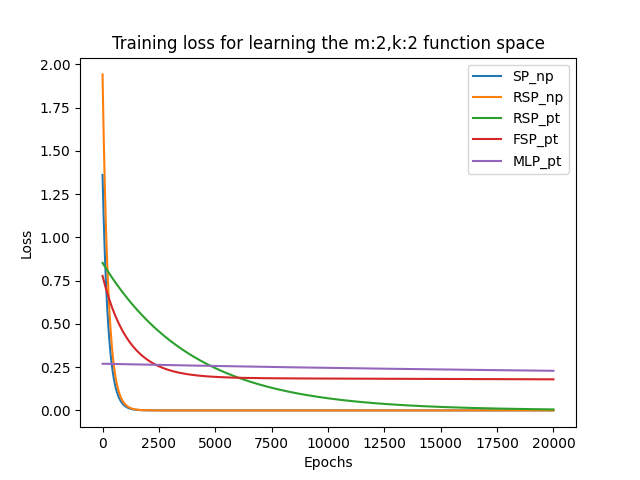 Training loss for learning the m:2,k:2 function space
2.00
1.75
1.50
1.25
1.00
0.75
0.50
0.25
0.00
Loss
SP_np
RSP_np
RSP_pt
FSP_pt
MLP_pt
0 2500 5000 7500 10000 12500 15000 17500 20000
Epochs